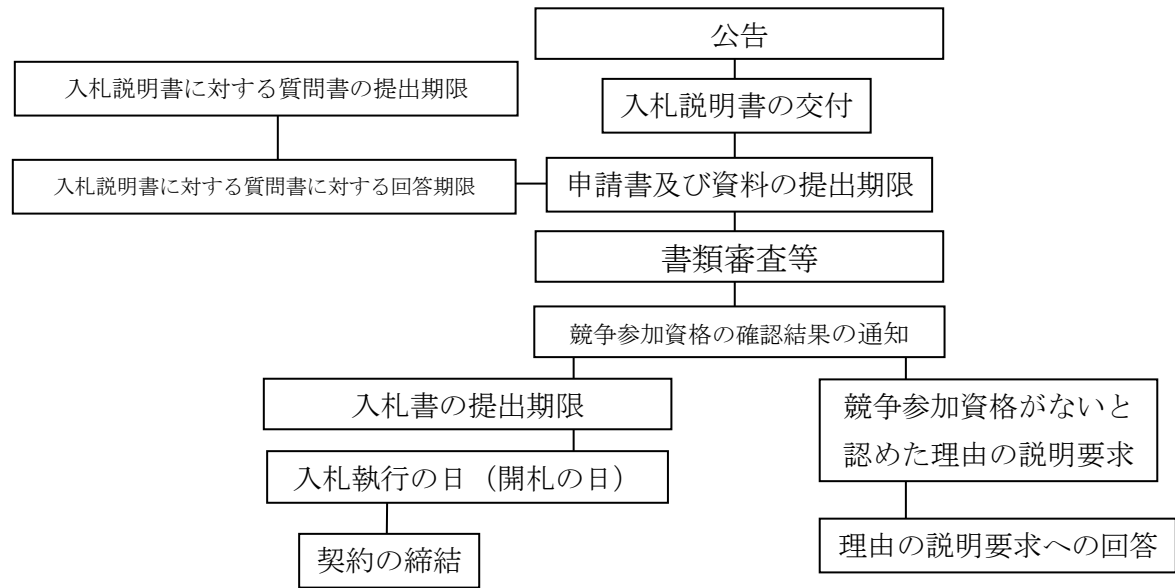 公告
入札説明書に対する質問書の提出期限
入札説明書の交付
入札説明書に対する質問書に対する回答期限
申請書及び資料の提出期限
書類審査等
競争参加資格の確認結果の通知
入札書の提出期限
競争参加資格がないと
認めた理由の説明要求
入札執行の日(開札の日)
理由の説明要求への回答
契約の締結